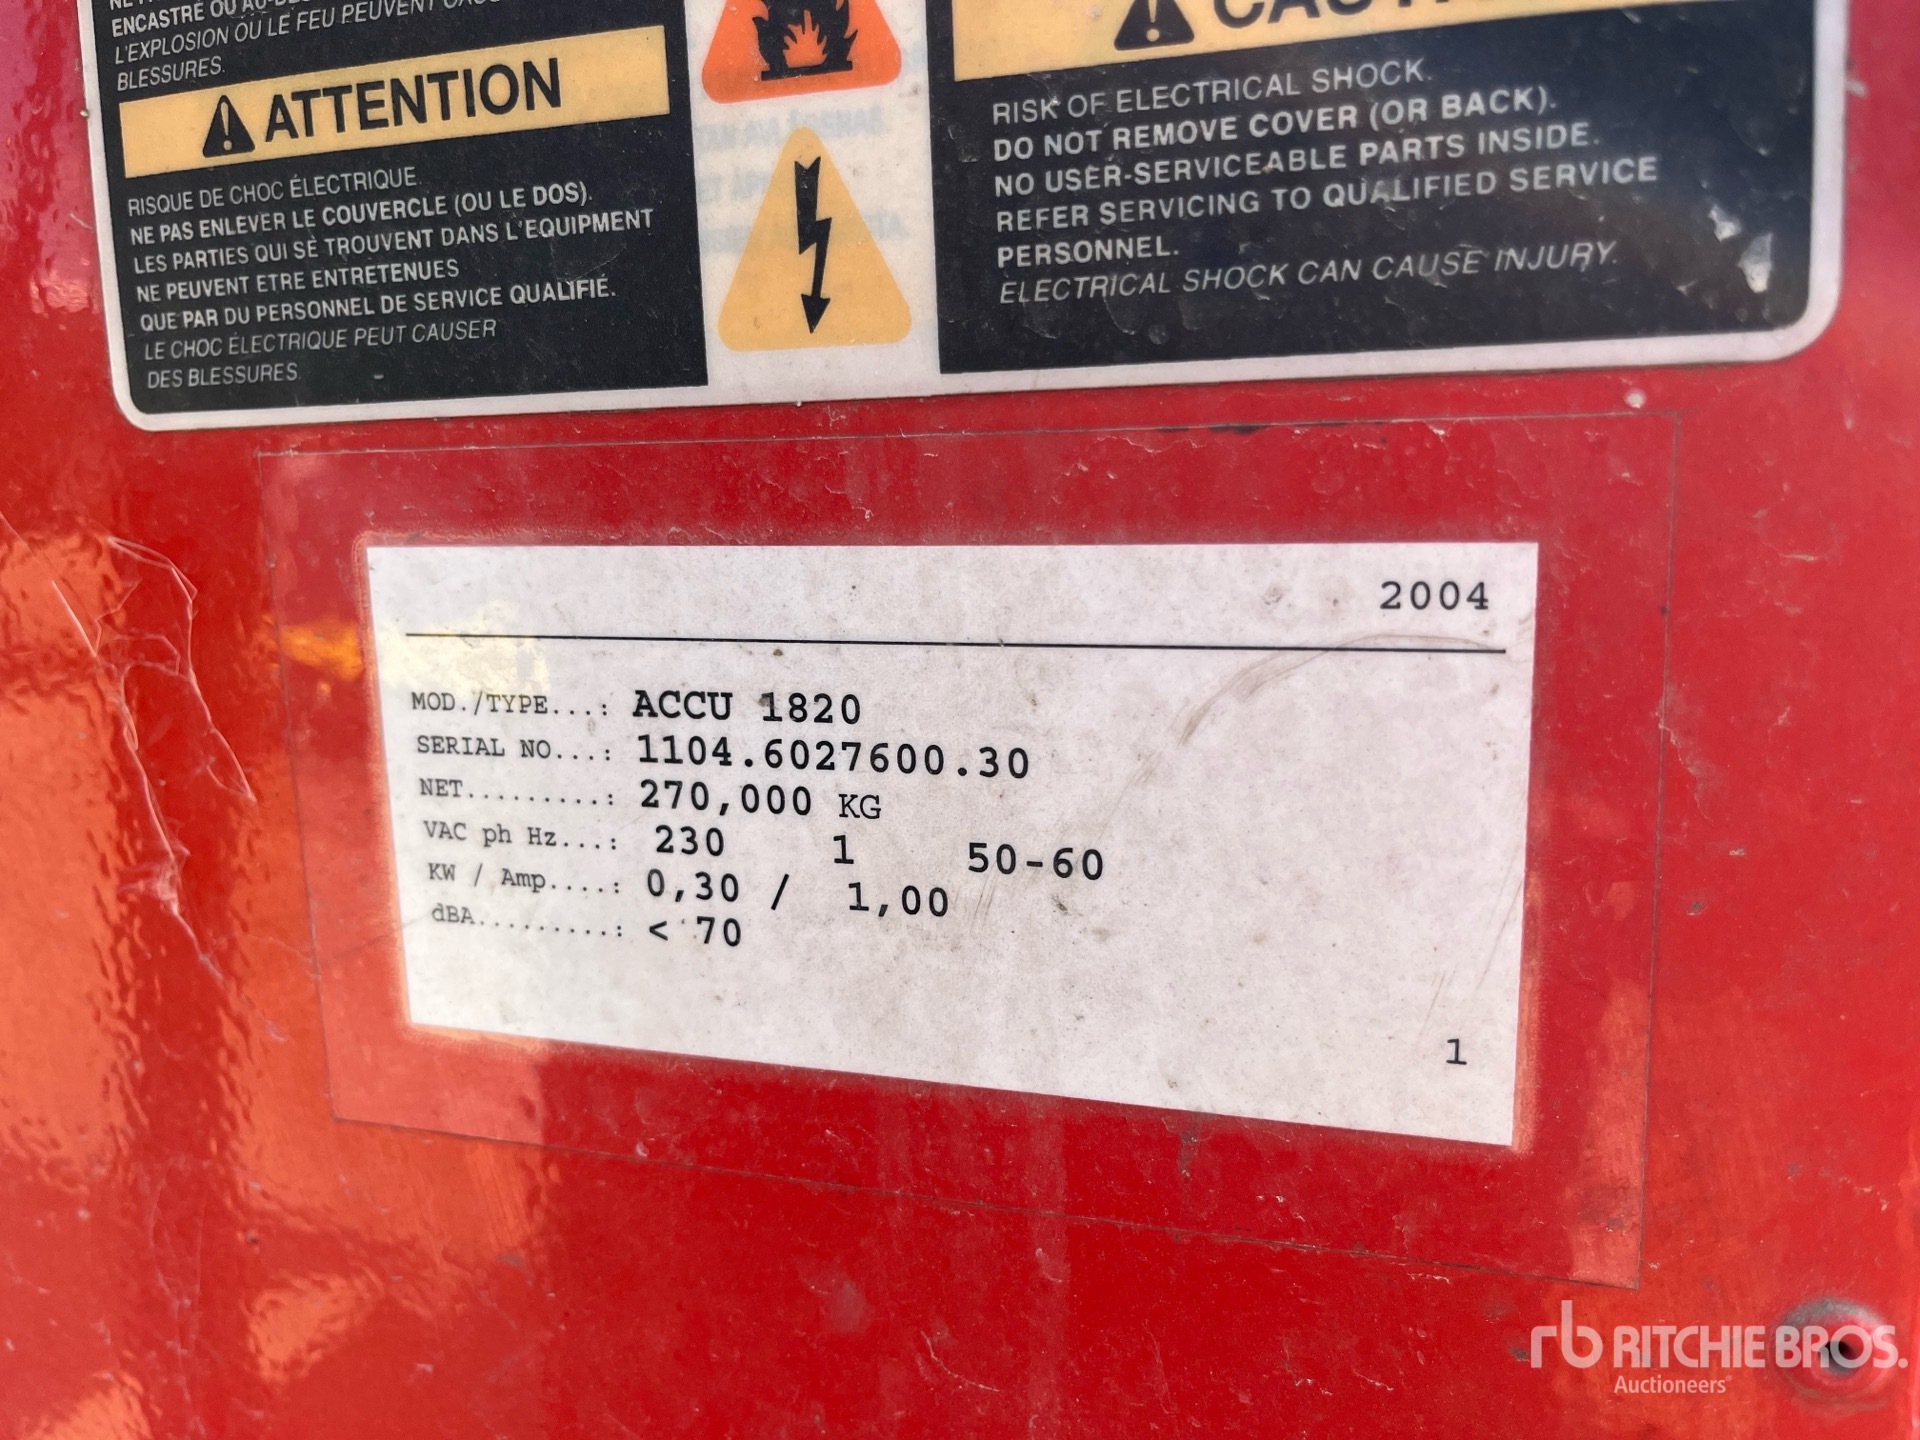 ENCASTRÉ OU AU-DES
L'EXPLOSION OU LE FEU PEUVENT CAUS
BLESSURES.
ATTENTION
RISQUE DE CHOC ÉLECTRIQUE.
NE PAS ENLEVER LE COUVERCLE (OU LE DOS).
LES PARTIES QUI SE TROUVENT DANS L'EQUIPMENT
NE PEUVENT ETRE ENTRETENUES
QUE PAR DU PERSONNEL DE SERVICE QUALIFIÉ.
LE CHOC ÉLECTRIQUE PEUT CAUSER
DES BLESSURES.
RISK OF ELECTRICAL SHOCK.
DO NOT REMOVE COVER (OR BACK).
NO USER-SERVICEABLE PARTS INSIDE.
REFER SERVICING TO QUALIFIED SERVICE
PERSONNEL.
ELECTRICAL SHOCK CAN CAUSE INJURY.
2004
MOD./TYPE...: ACCU 1820
SERIAL NO...: 1104.6027600.30
NET.........: 270,000 KG
VAC ph Hz...: 230 1 50-60
KW / Amp....: 0,30 / 1,00
dBA.........: < 70
1
rb RITCHIE BROS.
Auctioneers